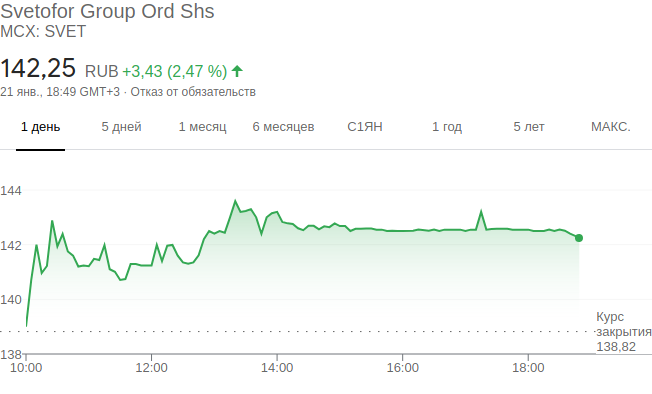 Svetofor Group Ord Shs
MCX: SVET
142,25 RUB +3,43 (2,47 %)
21 янв., 18:49 GMT+3 · Отказ от обязательств
1 день 5 дней 1 месяц 6 месяцев С1ЯН 1 год 5 лет МАКС.
144
142
140
Курс
закрытия
138,82
138
10:00 12:00 14:00 16:00 18:00